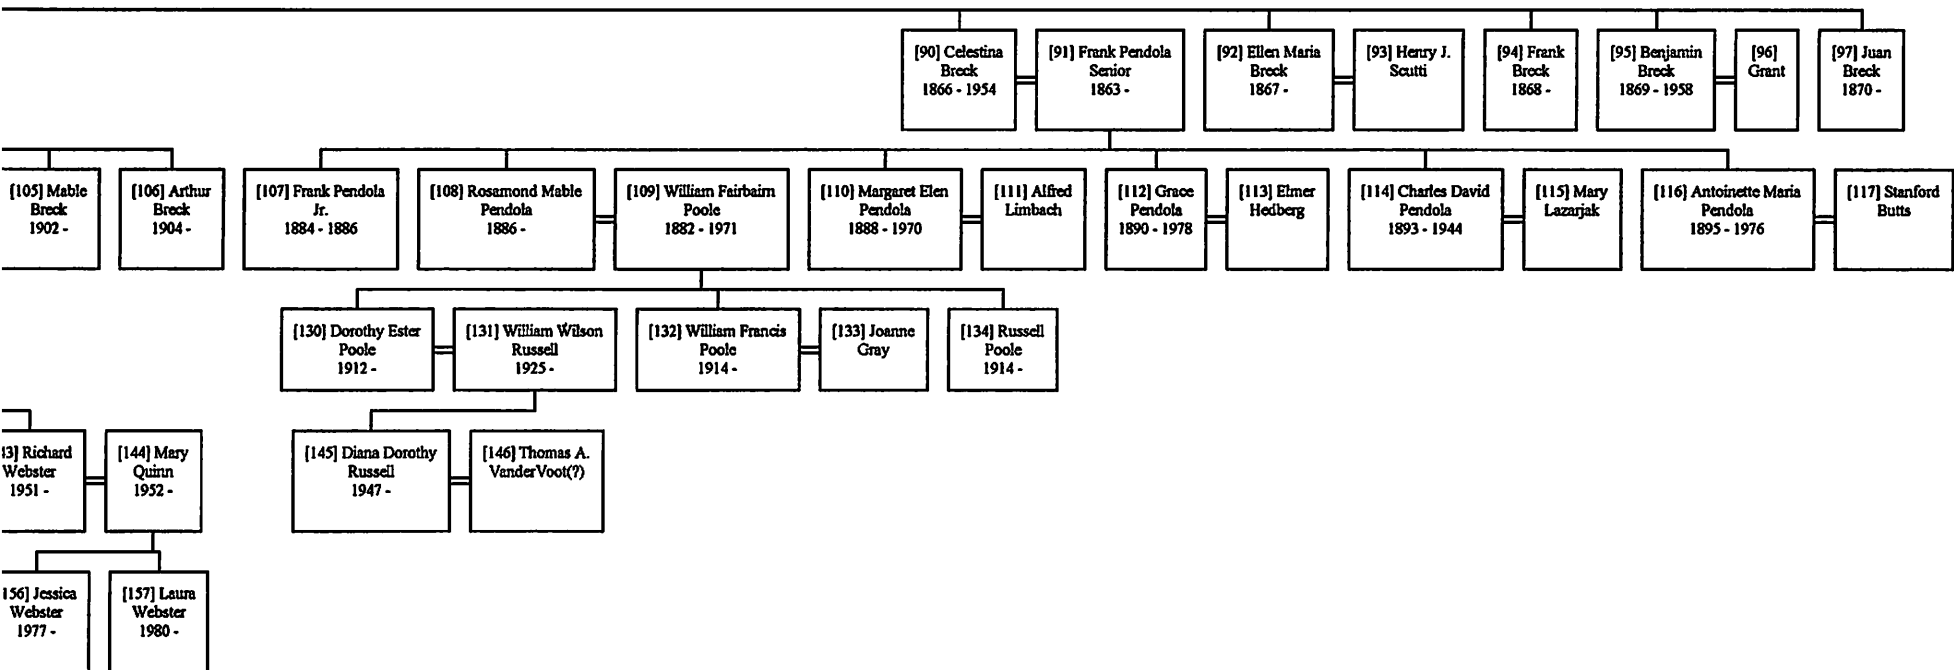 [90] Celestina
Breck
1866 - 1954
[91] Frank Pendola
Senior
1863 -
[92] Ellen Maria
Breck
1867 -
[93] Henry J.
Scutti
[94] Frank
Breck
1868 -
[95] Benjamin
Breck
1869 - 1958
[96]
Grant
[97] Juan
Breck
1870 -
[105] Mable
Breck
1902 -
[106] Arthur
Breck
1904 -
[107] Frank Pendola
Jr.
1884 - 1886
[108] Rosamond Mable
Pendola
1886 -
[109] William Fairbairn
Poole
1882 - 1971
[110] Margaret Elen
Pendola
1888 - 1970
[111] Alfred
Limbach
[112] Grace
Pendola
1890 - 1978
[113] Elmer
Hedberg
[114] Charles David
Pendola
1893 - 1944
[115] Mary
Lazarjak
[116] Antoinette Maria
Pendola
1895 - 1976
[117] Stanford
Butts
[130] Dorothy Ester
Poole
1912 -
[131] William Wilson
Russell
1925 -
[132] William Francis
Poole
1914 -
[133] Joanne
Gray
[134] Russell
Poole
1914 -
3] Richard
Webster
1951 -
[144] Mary
Quinn
1952 -
[145] Diana Dorothy
Russell
1947 -
[146] Thomas A.
VanderVoot(?)
156] Jessica
Webster
1977 -
[157] Laura
Webster
1980 -